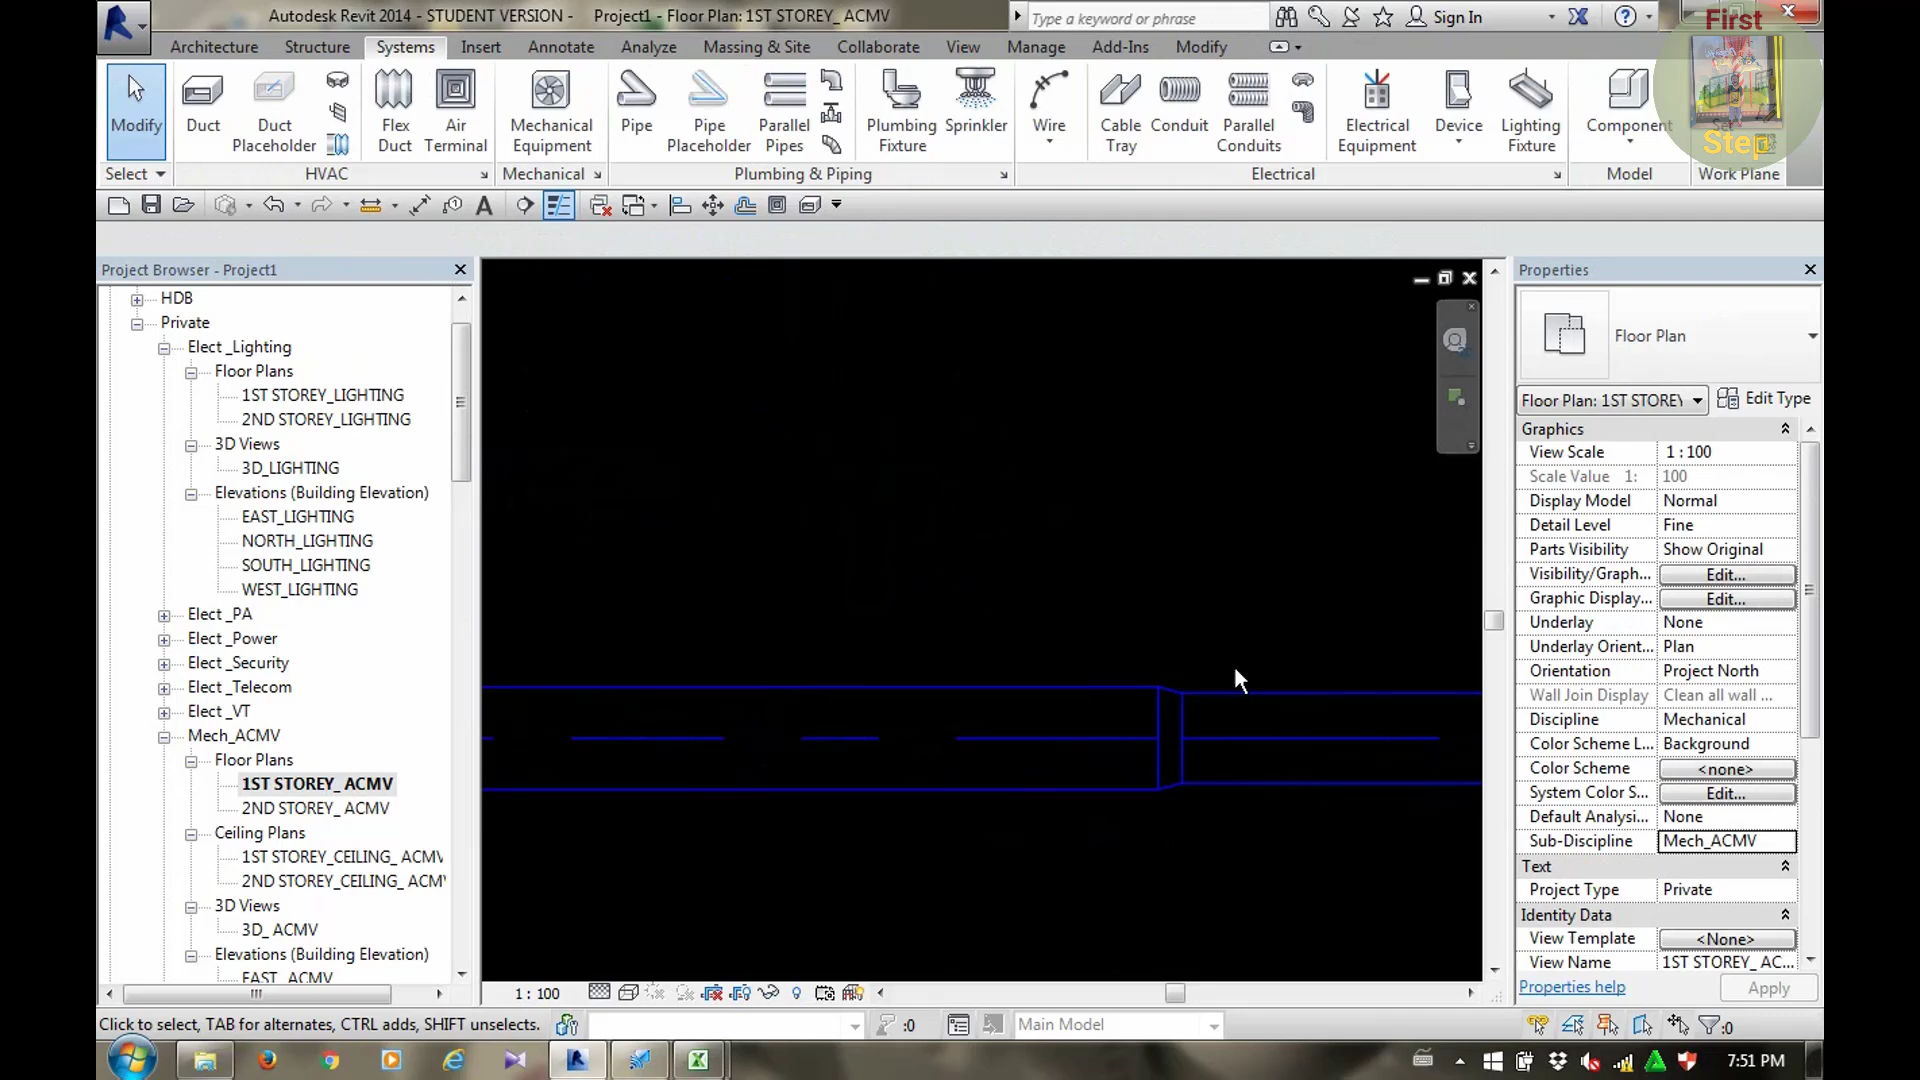 Autodesk Revit 2014 - STUDENT VERSION - Project1 - Floor Plan: 1ST STOREY_ ACMV
Type a keyword or phrase
Sign In
First
Step
Architecture Structure Systems Insert Annotate Analyze Massing & Site Collaborate View Manage Add-Ins Modify
Modify
Duct
Duct Placeholder
Flex Duct
Air Terminal
Mechanical Equipment
Pipe
Pipe Placeholder
Parallel Pipes
Plumbing Fixture
Sprinkler
Wire
Cable Tray
Conduit
Parallel Conduits
Electrical Equipment
Device
Lighting Fixture
Component
Set
Select HVAC Mechanical Plumbing & Piping Electrical Model Work Plane
Project Browser - Project1
HDB
Private
Elect _Lighting
Floor Plans
1ST STOREY_LIGHTING
2ND STOREY_LIGHTING
3D Views
3D_LIGHTING
Elevations (Building Elevation)
EAST_LIGHTING
NORTH_LIGHTING
SOUTH_LIGHTING
WEST_LIGHTING
Elect _PA
Elect _Power
Elect _Security
Elect _Telecom
Elect _VT
Mech_ACMV
Floor Plans
1ST STOREY_ ACMV
2ND STOREY_ ACMV
Ceiling Plans
1ST STOREY_CEILING_ ACMV
2ND STOREY_CEILING_ ACM
3D Views
3D_ ACMV
Elevations (Building Elevation)
EAST_ ACMV
Properties
Floor Plan
Floor Plan: 1ST STOREY
Edit Type
Graphics
View Scale 1 : 100
Scale Value 1: 100
Display Model Normal
Detail Level Fine
Parts Visibility Show Original
Visibility/Graph... Edit...
Graphic Display... Edit...
Underlay None
Underlay Orient... Plan
Orientation Project North
Wall Join Display Clean all wall ...
Discipline Mechanical
Color Scheme L... Background
Color Scheme <none>
System Color S... Edit...
Default Analysi... None
Sub-Discipline Mech_ACMV
Text
Project Type Private
Identity Data
View Template <None>
View Name 1ST STOREY_ AC...
Properties help
Apply
1 : 100
Click to select, TAB for alternates, CTRL adds, SHIFT unselects.
:0
Main Model
:0
7:51 PM